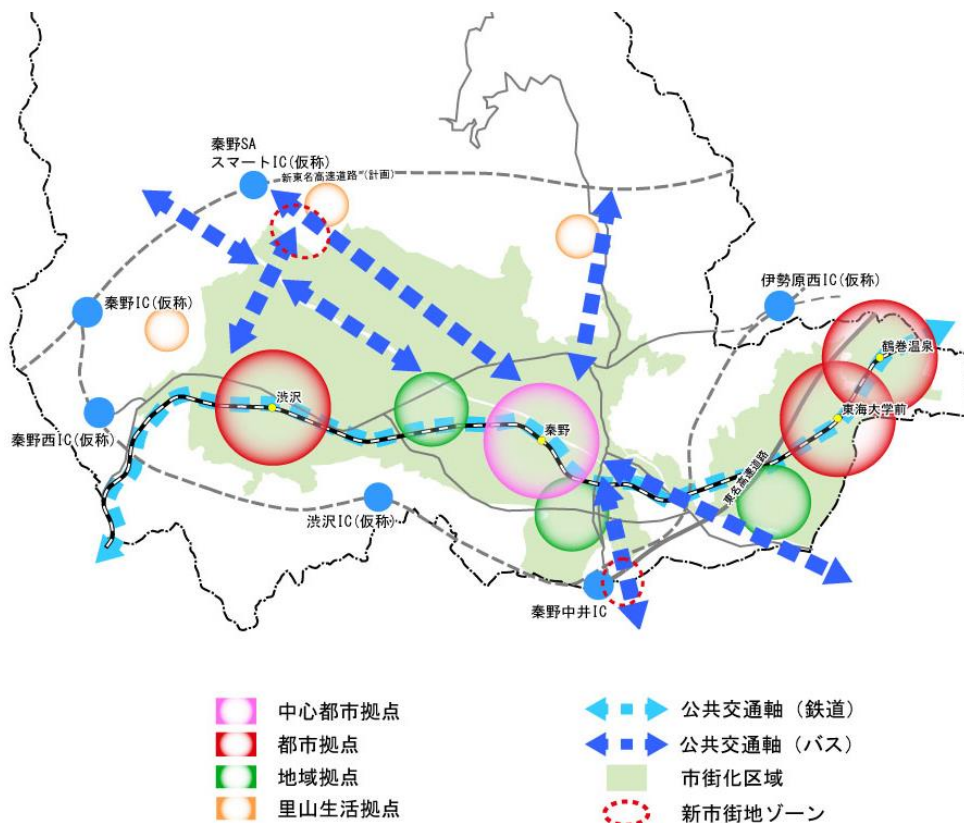 秦野SA
スマートIC(仮称)
新東名高速道路(計画)
伊勢原西IC(仮称)
秦野IC(仮称)
鶴巻温泉
渋沢
東海大学前
秦野西IC(仮称)
秦野
東名高速道路
渋沢IC(仮称)
秦野中井IC
中心都市拠点
都市拠点
地域拠点
里山生活拠点
公共交通軸（鉄道）
公共交通軸（バス）
市街化区域
新市街地ゾーン